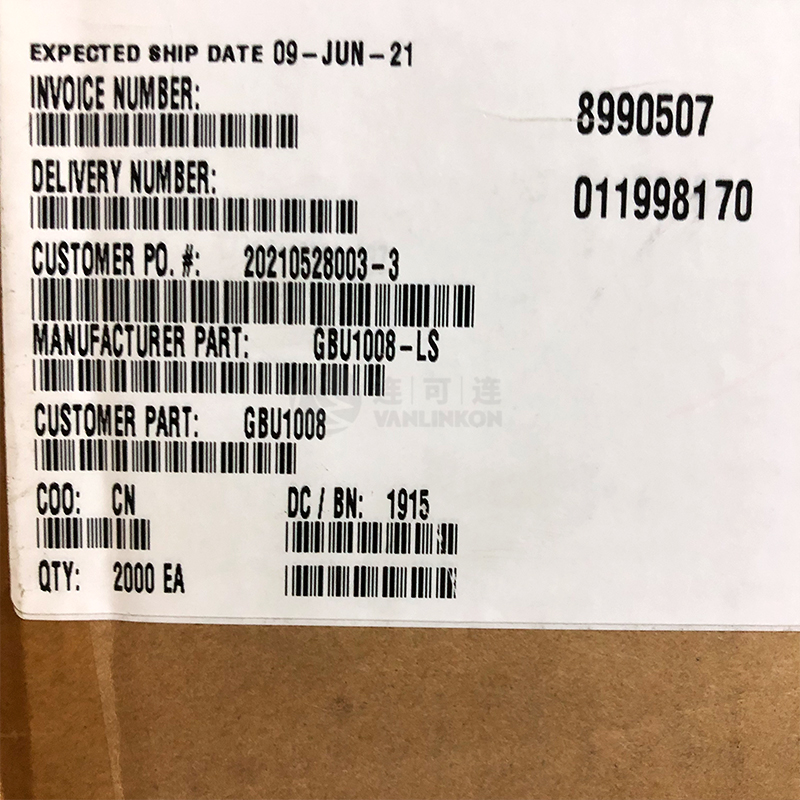 EXPECTED SHIP DATE 09-JUN-21
INVOICE NUMBER: 8990507
DELIVERY NUMBER: 011998170
CUSTOMER PO. #: 20210528003-3
MANUFACTURER PART: GBU1008-LS
连|可|连
VANLINKON
CUSTOMER PART: GBU1008
COO: CN DC / BN: 1915
QTY: 2000 EA